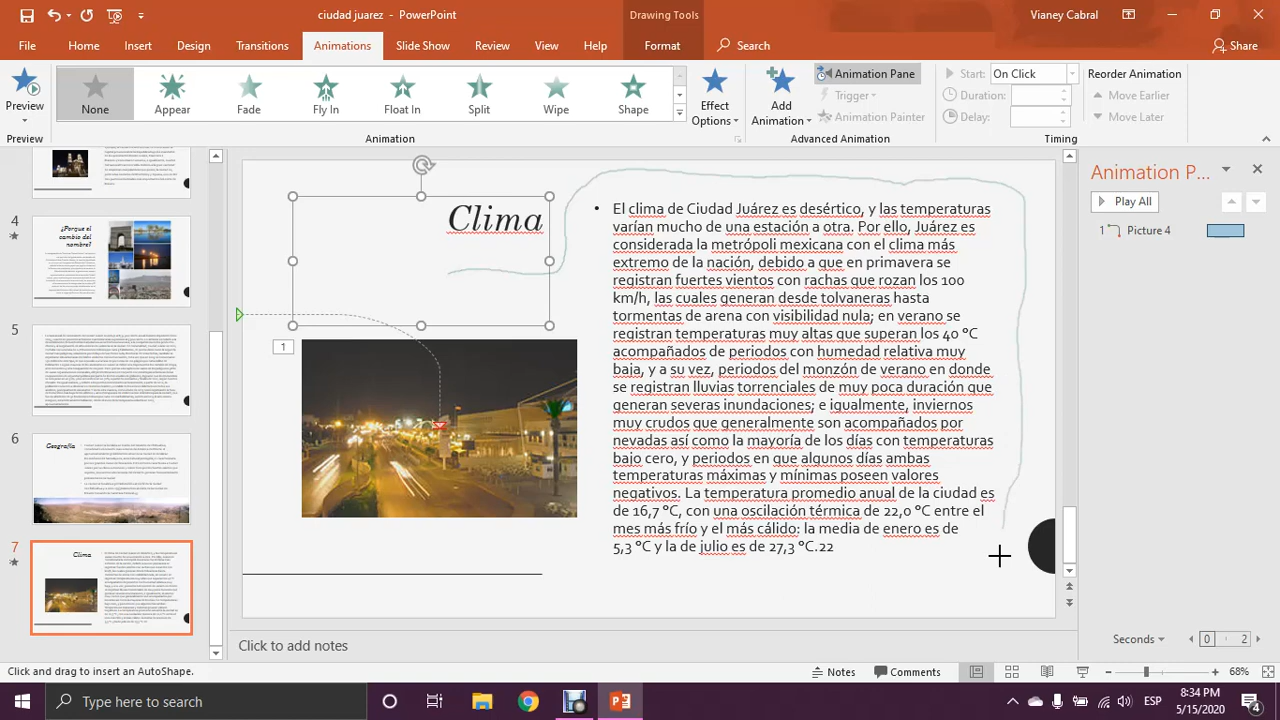 ciudad juarez - PowerPoint
Drawing Tools
Vianey Cabral
File
Home
Insert
Design
Transitions
Animations
Slide Show
Review
View
Help
Format
Search
Share
Preview
None
Appear
Fade
Fly In
Float In
Split
Wipe
Shape
Effect
Options
Add
Animation
Animation Pane
Trigger
Animation Painter
Start:
On Click
Duration:
Delay:
Reorder Animation
Move Earlier
Move Later
Preview
Animation
Advanced Animation
Timing
4
¿Porque el
nombre?
5
6
Geografía
7
Clima
Clima
• El clima de Ciudad Juárez es desértico, y las temperaturas
varían mucho de una estación a otra. Por ello, Juárez es
considerada la metrópoli mexicana con el clima más
extremo de la nación, debido a que en primavera se
registran fuertes vientos con rachas que rozan los 100
km/h, las cuales generan desde tolvaneras hasta
tormentas de arena con visibilidad nula; en verano se
registran temperaturas muy altas que superan los 40 °C
acompañados de periodos con humedad relativa muy
baja, y a su vez, periodos del monzón de verano en donde
se registran lluvias torrenciales de muy poca duración que
generan severas inundaciones; e igualmente, inviernos
muy crudos que generalmente son acompañados por
nevadas así como la mayoría de los días con temperaturas
bajo cero, y periodos en que algunos días ambas
temperaturas máximas y mínimas poseen valores
negativos. La temperatura promedio anual de la ciudad es
de 16,7 °C, con una oscilación térmica de 22,0 °C entre el
mes más frío y el más cálido: la media de enero es de
5,3 °C y la de julio es de 27,3 °C.22
1
Animation P...
Play All
1 Picture 4
Seconds
0
2
Click to add notes
Click and drag to insert an AutoShape.
Notes
Comments
68%
Type here to search
ESP
8:34 PM
5/15/2020
4